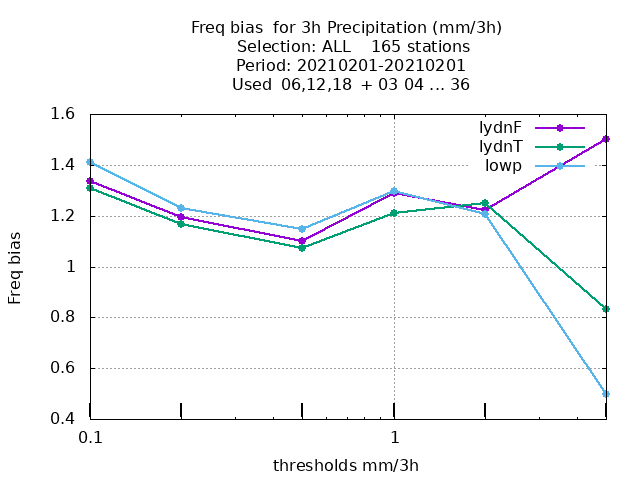 Freq bias  for 3h Precipitation (mm/3h)
Selection: ALL    165 stations
Period: 20210201-20210201
Used  06,12,18  + 03 04 ... 36
lydnF
lydnT
lowp
1.6
1.4
1.2
1
0.8
0.6
0.4
Freq bias
0.1
1
thresholds mm/3h